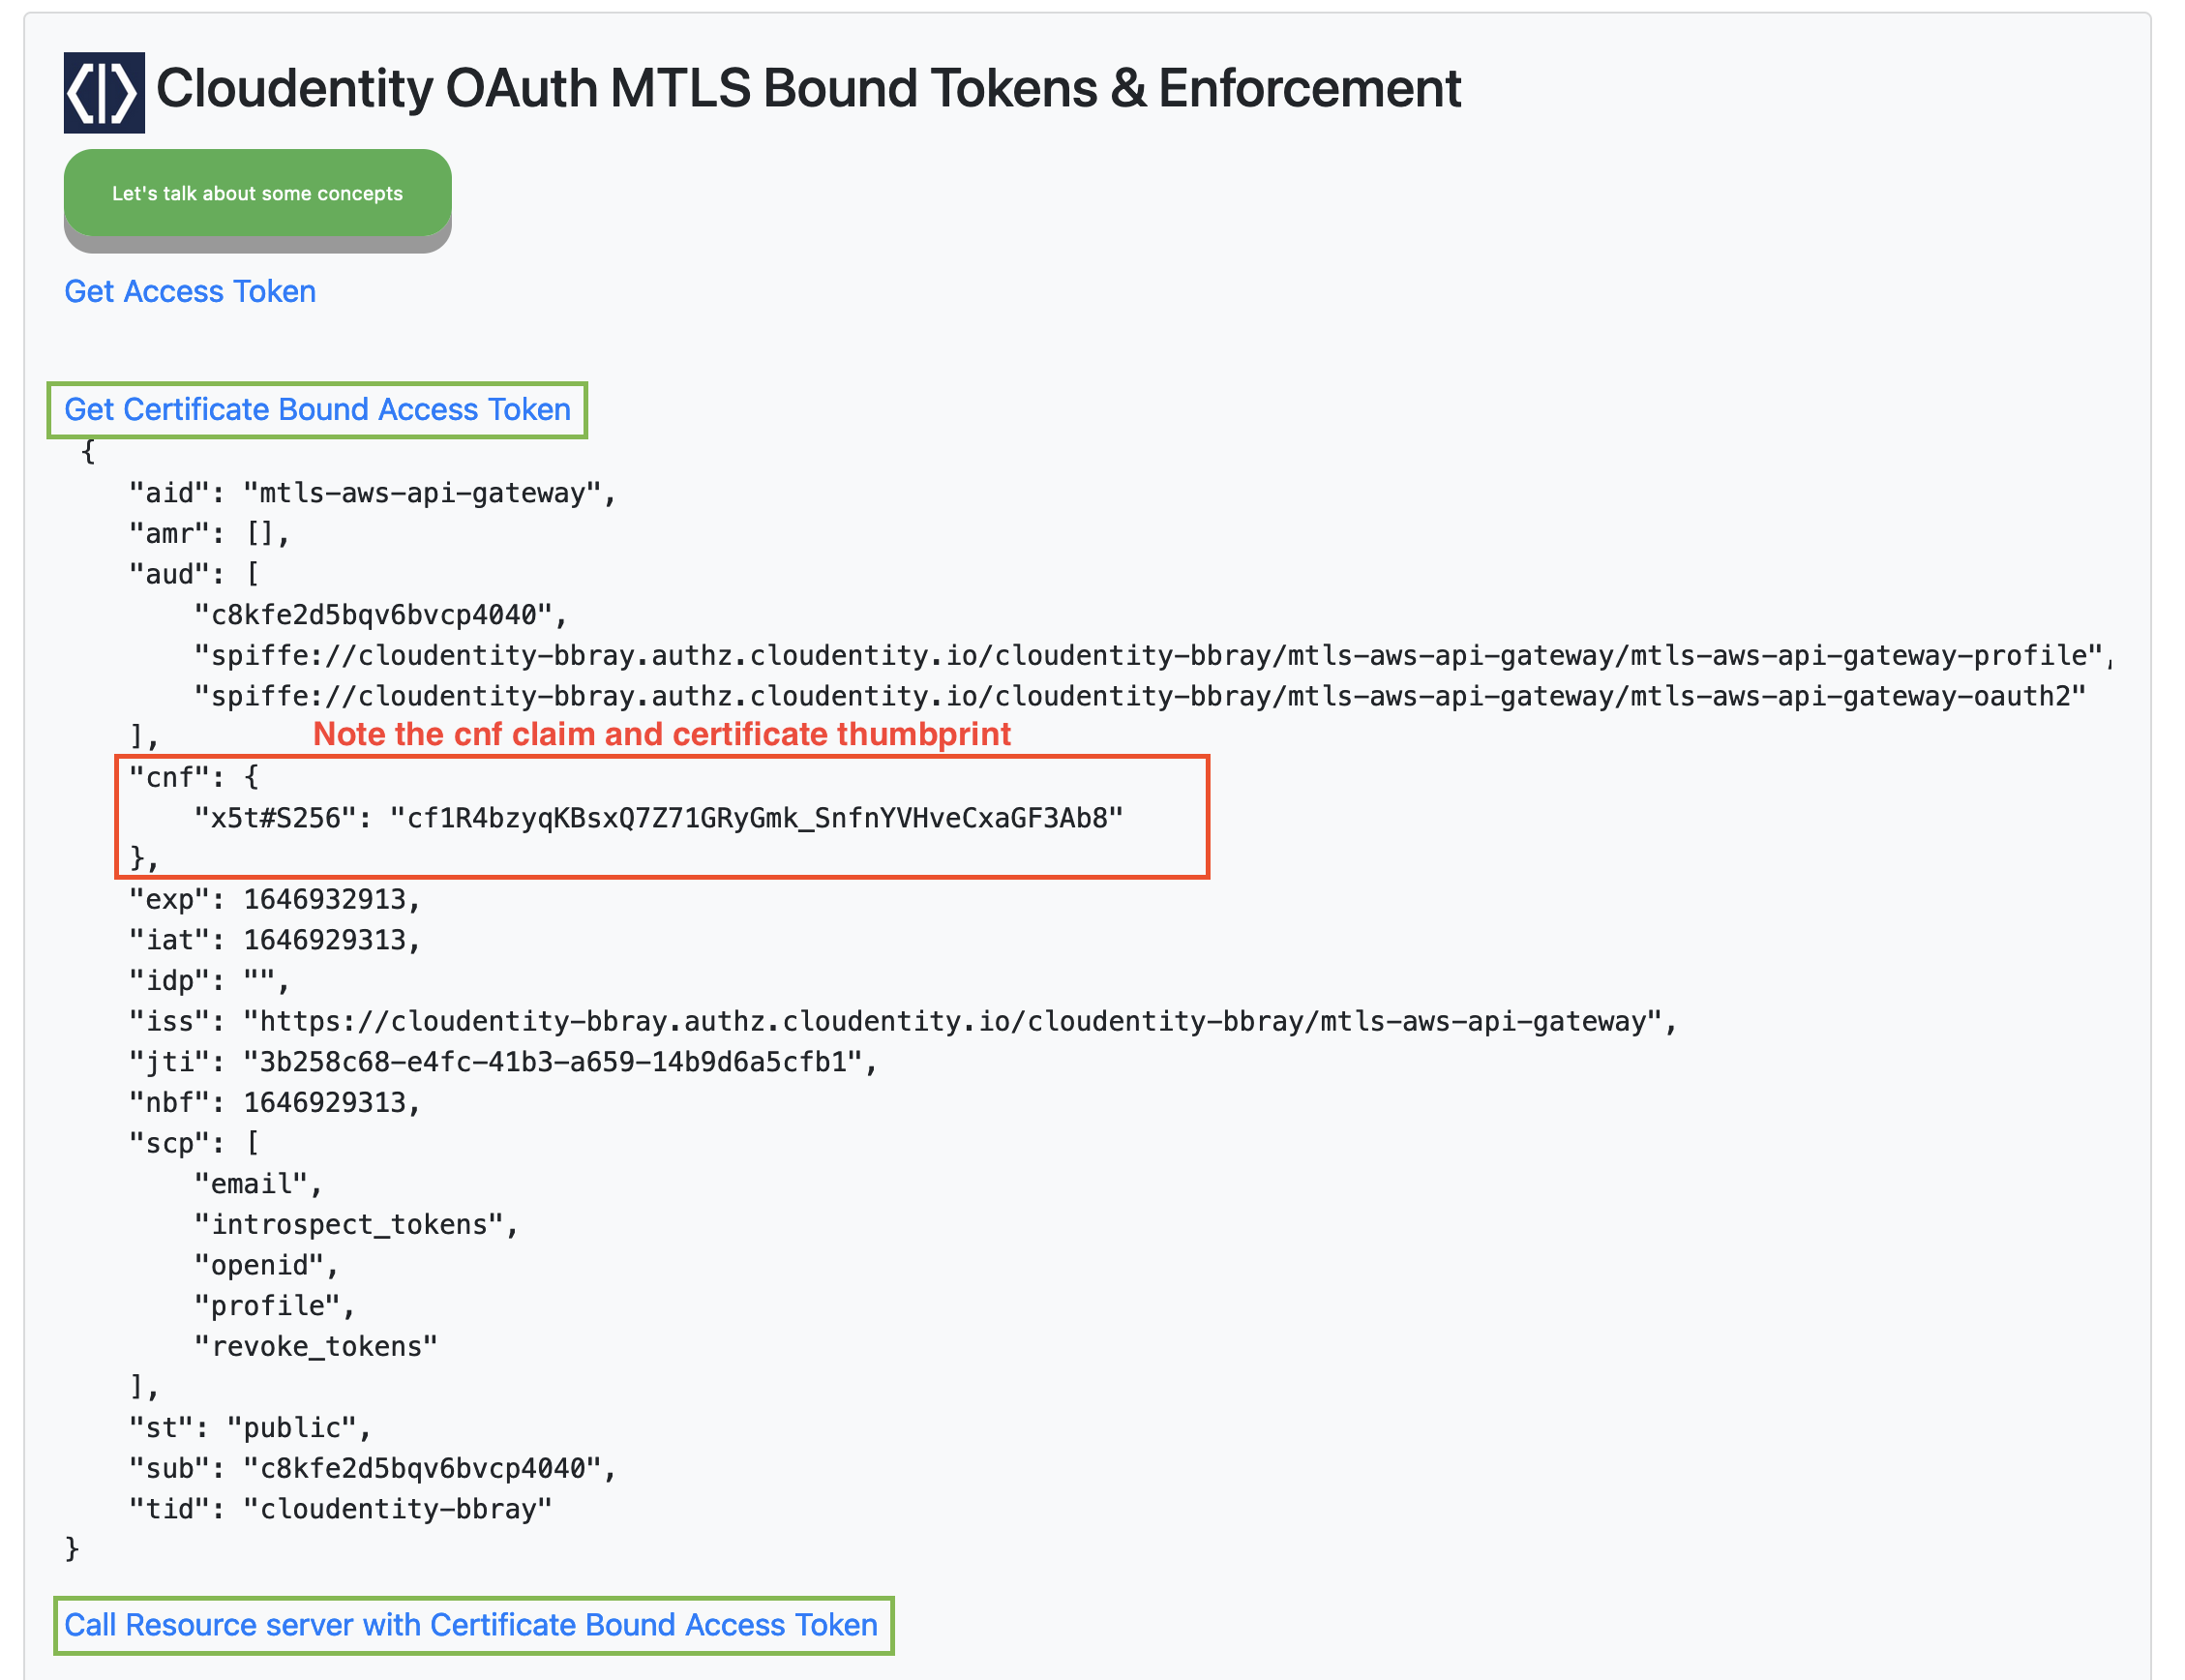 Cloudentity OAuth MTLS Bound Tokens & Enforcement
Let's talk about some concepts
Get Access Token
Get Certificate Bound Access Token
{
    "aid": "mtls-aws-api-gateway",
    "amr": [],
    "aud": [
        "c8kfe2d5bqv6bvcp4040",
        "spiffe://cloudentity-bbray.authz.cloudentity.io/cloudentity-bbray/mtls-aws-api-gateway/mtls-aws-api-gateway-profile",
        "spiffe://cloudentity-bbray.authz.cloudentity.io/cloudentity-bbray/mtls-aws-api-gateway/mtls-aws-api-gateway-oauth2"
    ],
Note the cnf claim and certificate thumbprint
    "cnf": {
        "x5t#S256": "cf1R4bzyqKBsxQ7Z71GRyGmk_SnfnYVHveCxaGF3Ab8"
    },
    "exp": 1646932913,
    "iat": 1646929313,
    "idp": "",
    "iss": "https://cloudentity-bbray.authz.cloudentity.io/cloudentity-bbray/mtls-aws-api-gateway",
    "jti": "3b258c68-e4fc-41b3-a659-14b9d6a5cfb1",
    "nbf": 1646929313,
    "scp": [
        "email",
        "introspect_tokens",
        "openid",
        "profile",
        "revoke_tokens"
    ],
    "st": "public",
    "sub": "c8kfe2d5bqv6bvcp4040",
    "tid": "cloudentity-bbray"
}
Call Resource server with Certificate Bound Access Token